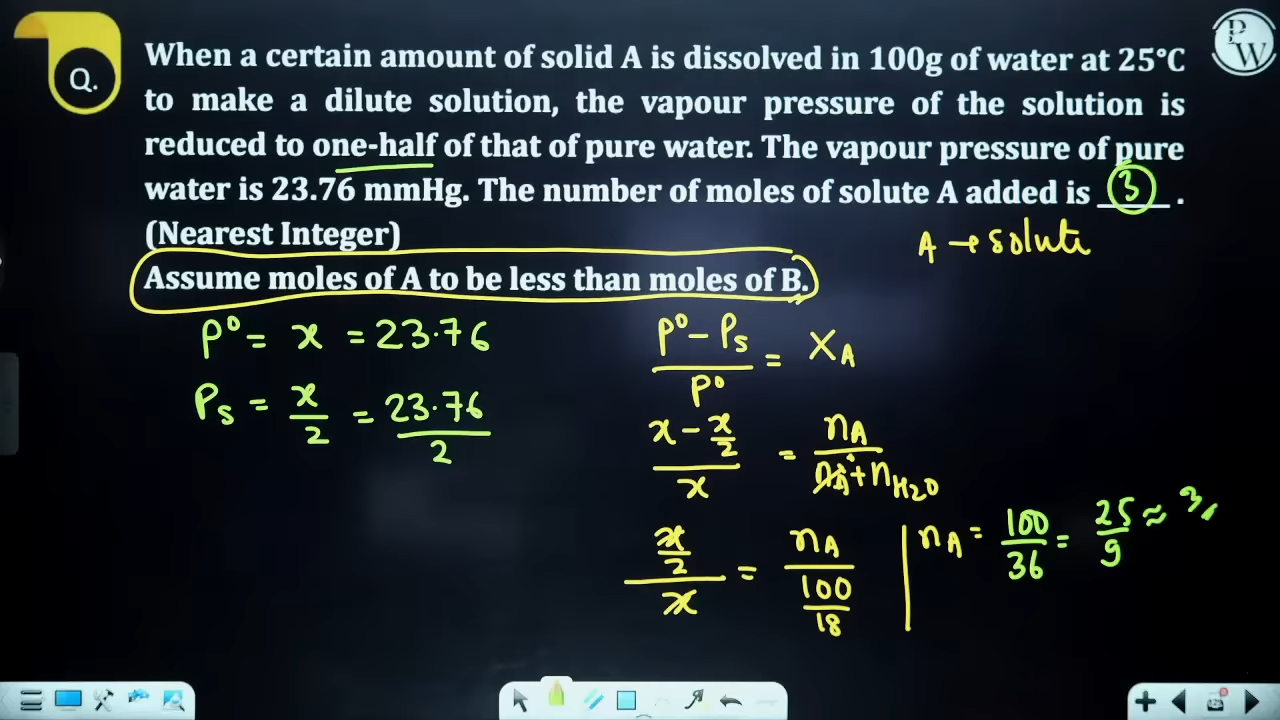 Q.
When a certain amount of solid A is dissolved in 100g of water at 25°C
to make a dilute solution, the vapour pressure of the solution is
reduced to one-half of that of pure water. The vapour pressure of pure
water is 23.76 mmHg. The number of moles of solute A added is 3 .
(Nearest Integer)
Assume moles of A to be less than moles of B.
PW
A → solute
P⁰ = x = 23.76
Ps = x/2 = 23.76/2
(P⁰ - Ps)/P⁰ = XA
(x - x/2)/x = nA/(nA + nH2O)
(x/2)/x = nA/(100/18)
nA = 100/36 = 25/9 ≈ 3